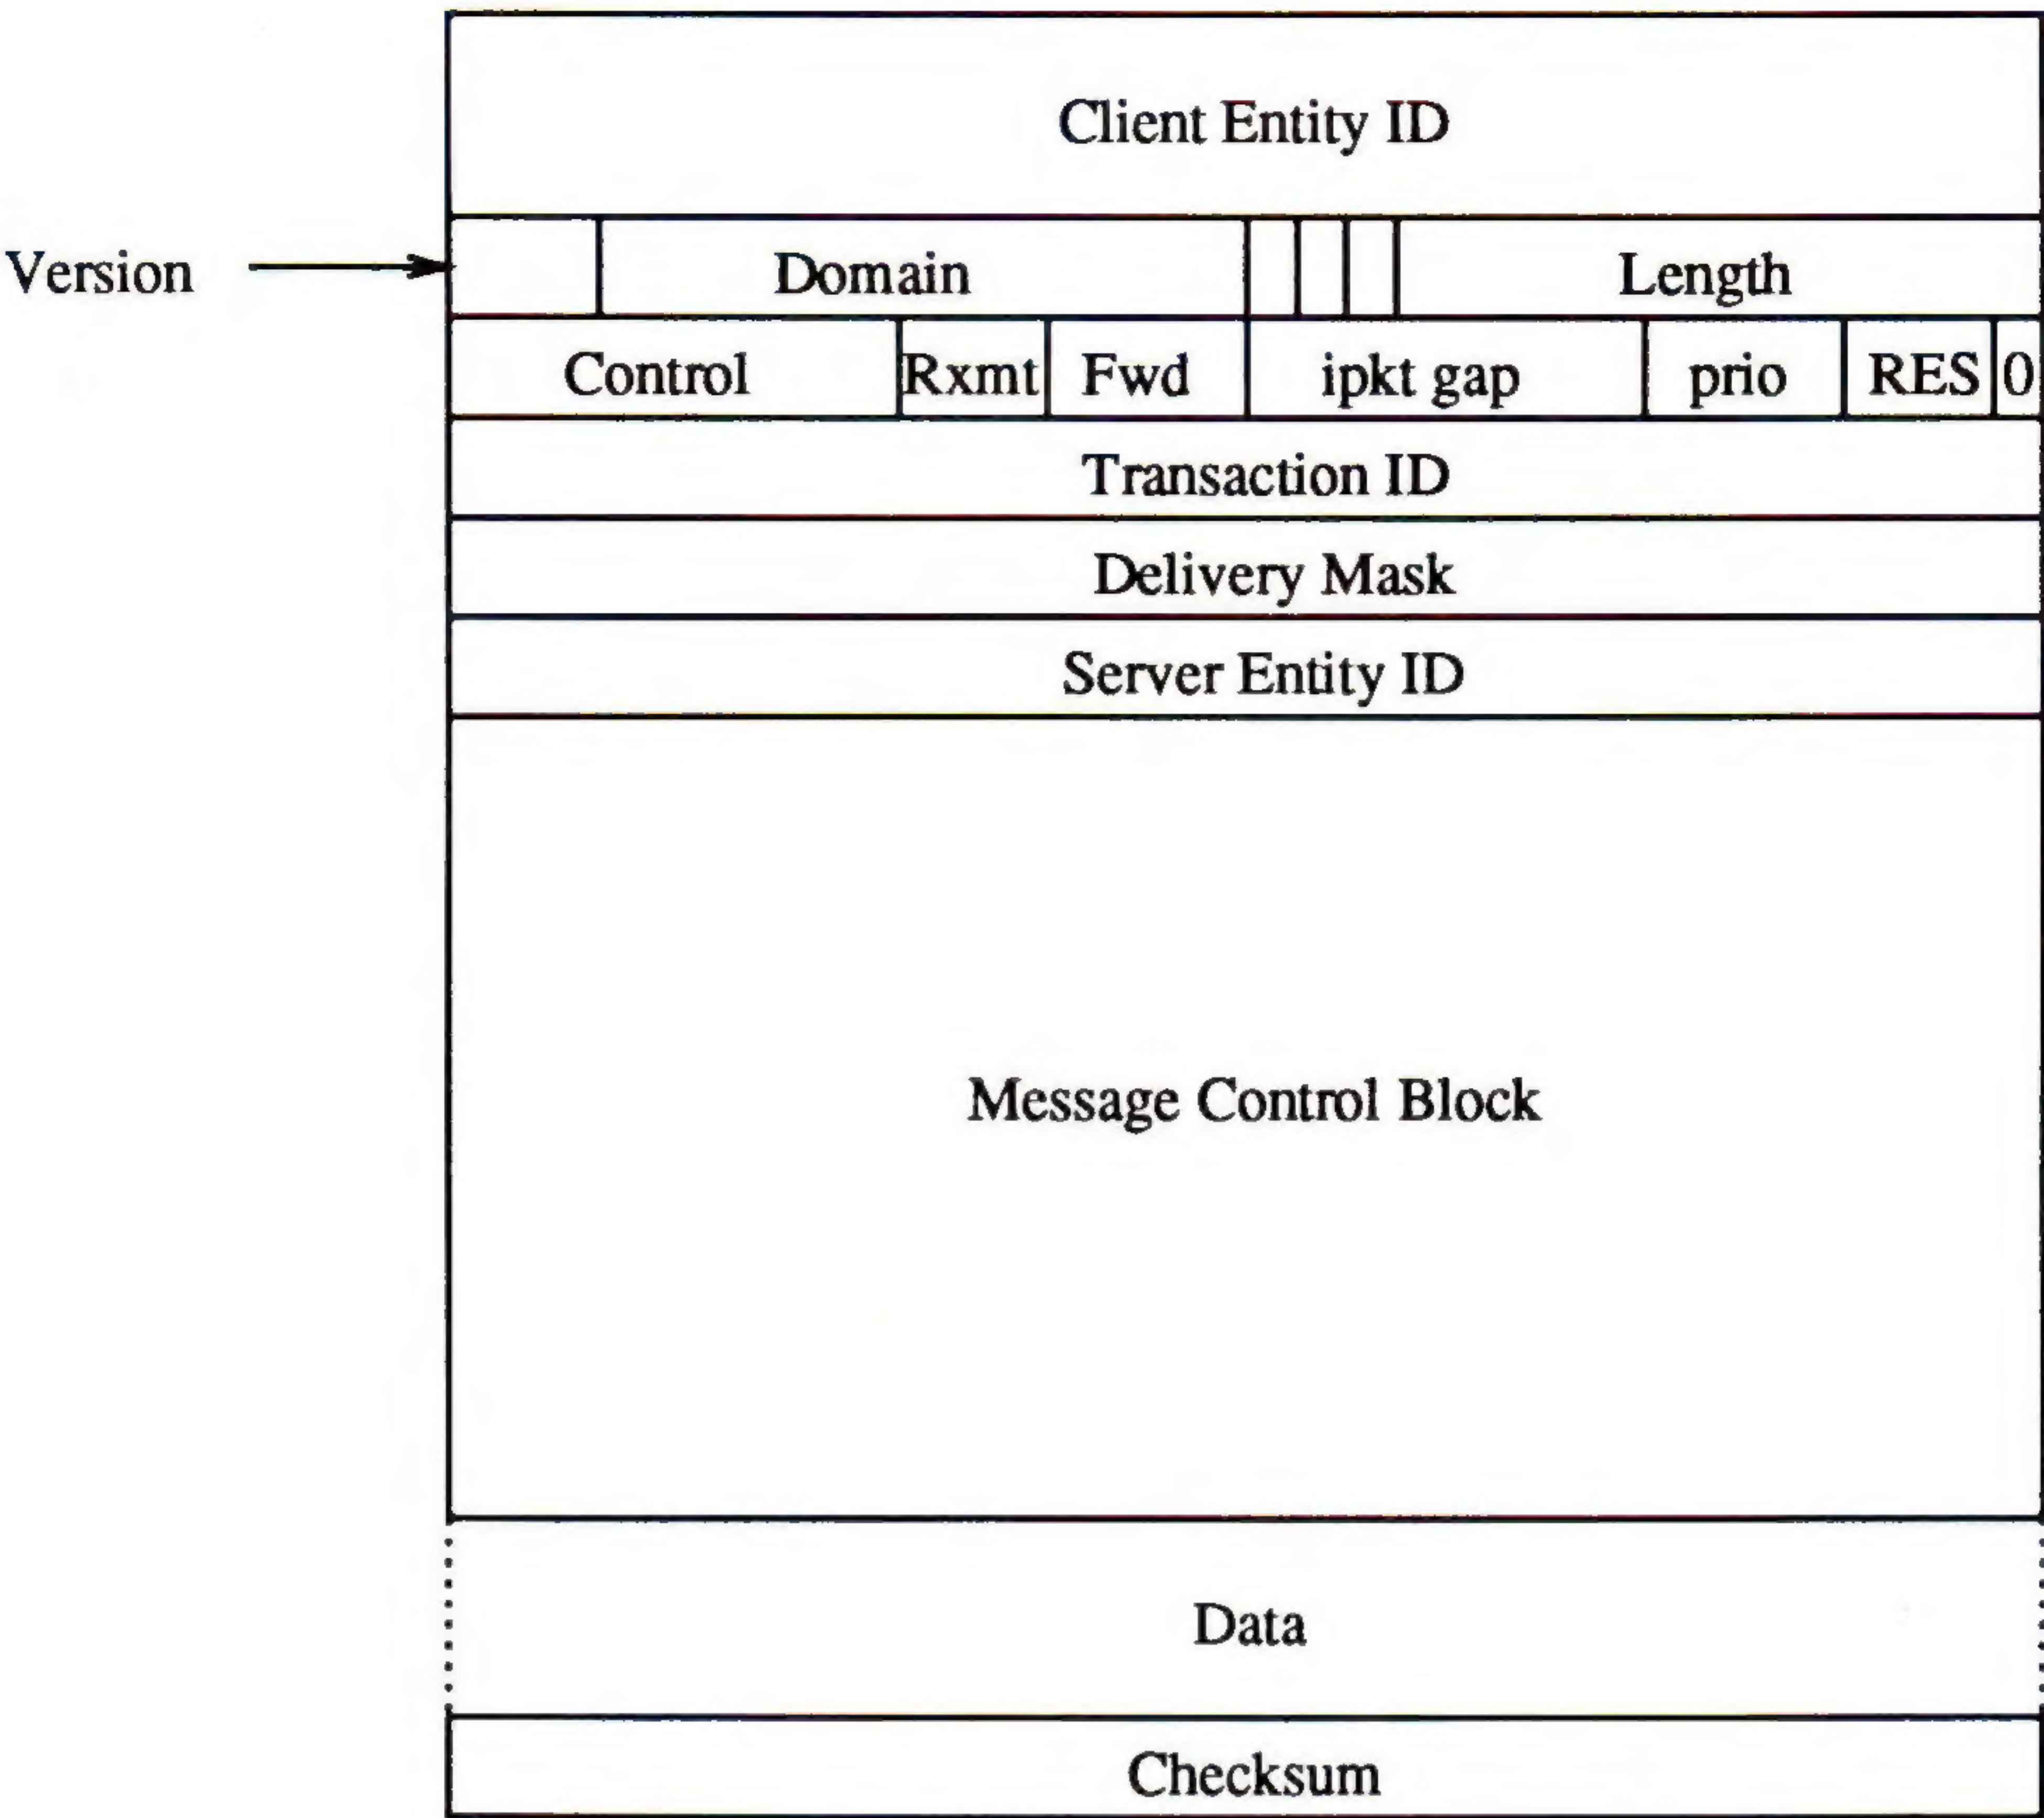 Client Entity ID
Version Domain Length
Control Rxmt Fwd ipkt gap prio RES 0
Transaction ID
Delivery Mask
Server Entity ID
Message Control Block
Data
Checksum